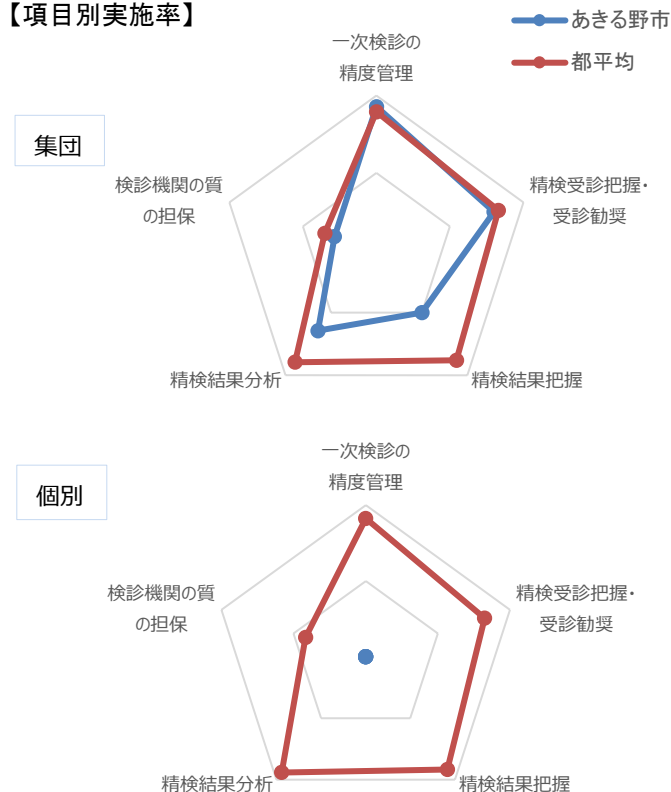 【項目別実施率】
あきる野市
都平均
集団
一次検診の
精度管理
精検受診把握・
受診勧奨
精検結果把握
精検結果分析
検診機関の質
の担保
個別
一次検診の
精度管理
精検受診把握・
受診勧奨
精検結果把握
精検結果分析
検診機関の質
の担保